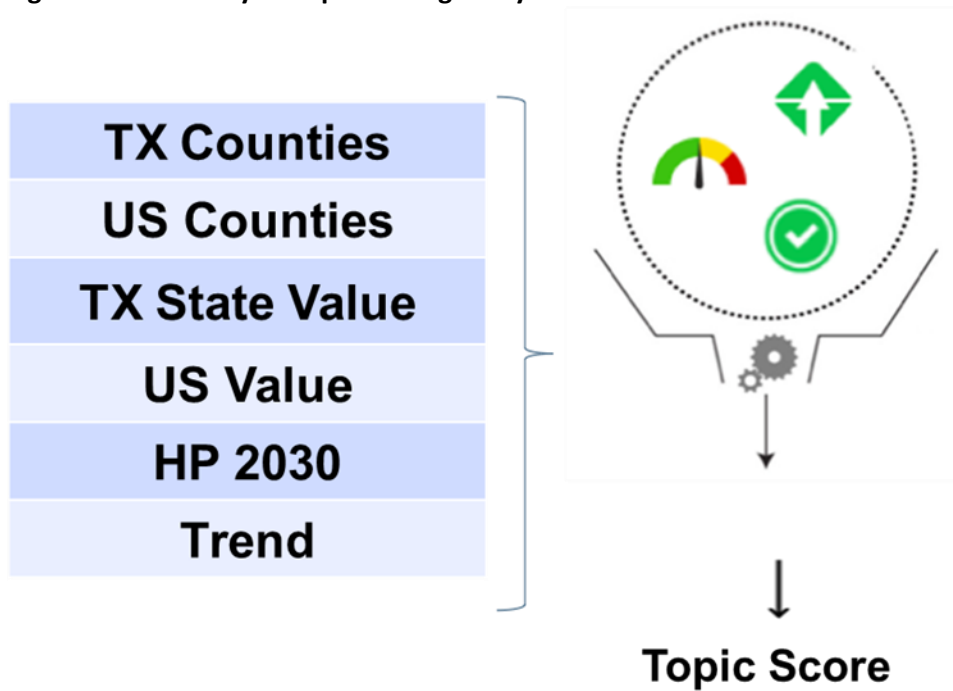 TX Counties
US Counties
TX State Value
US Value
HP 2030
Trend
Topic Score